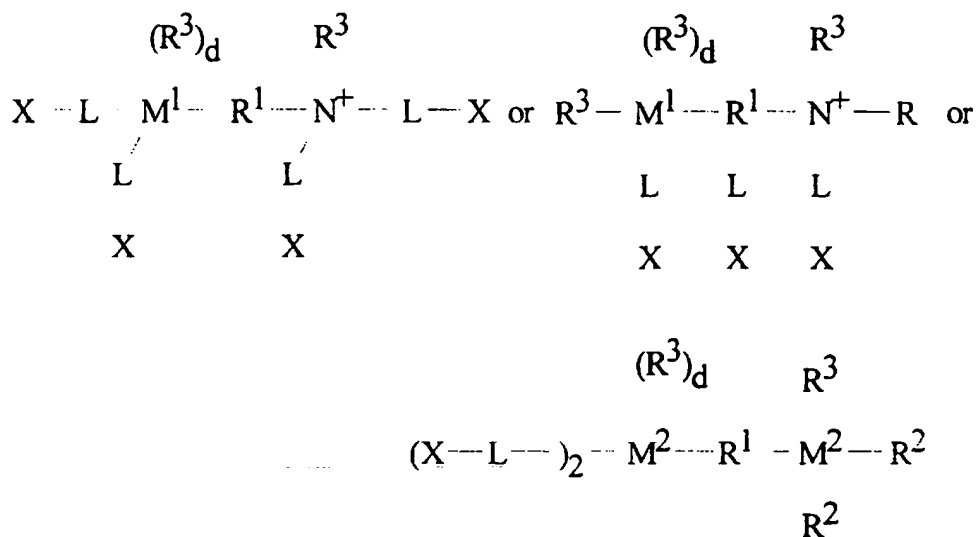 (R³)d R³ (R³)d R³
X--L--M¹--R¹--N⁺--L—X or R³—M¹---R¹---N⁺—R or
L L L L L
X X X X X
(R³)d R³
(X--L--)₂--M²---R¹--M²--R²
R²